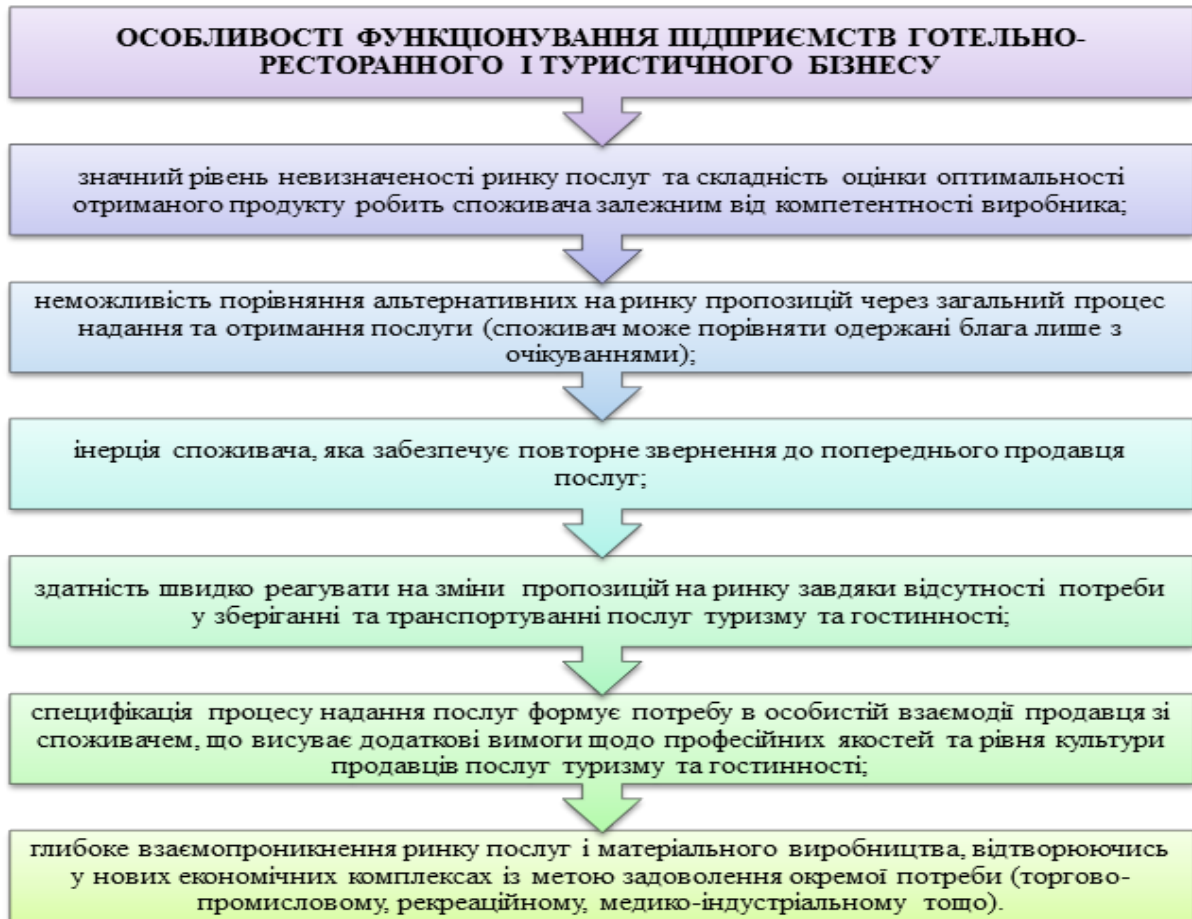 ОСОБЛИВОСТІ ФУНКЦІОНУВАННЯ ПІДПРИЄМСТВ ГОТЕЛЬНО-
РЕСТОРАННОГО І ТУРИСТИЧНОГО БІЗНЕСУ
значний рівень невизначеності ринку послуг та складність оцінки оптимальності
отриманого продукту робить споживача залежним від компетентності виробника;
неможливість порівняння альтернативних на ринку пропозицій через загальний процес
надання та отримання послуги (споживач може порівняти одержані блага лише з
очікуваннями);
інерція споживача, яка забезпечує повторне звернення до попереднього продавця
послуг;
здатність швидко реагувати на зміни пропозицій на ринку завдяки відсутності потреби
у зберіганні та транспортуванні послуг туризму та гостинності;
специфікація процесу надання послуг формує потребу в особистій взаємодії продавця зі
споживачем, що висуває додаткові вимоги щодо професійних якостей та рівня культури
продавців послуг туризму та гостинності;
глибоке взаємопроникнення ринку послуг і матеріального виробництва, відтворюючись
у нових економічних комплексах із метою задоволення окремої потреби (торгово-
промисловому, рекреаційному, медико-індустріальному тощо).